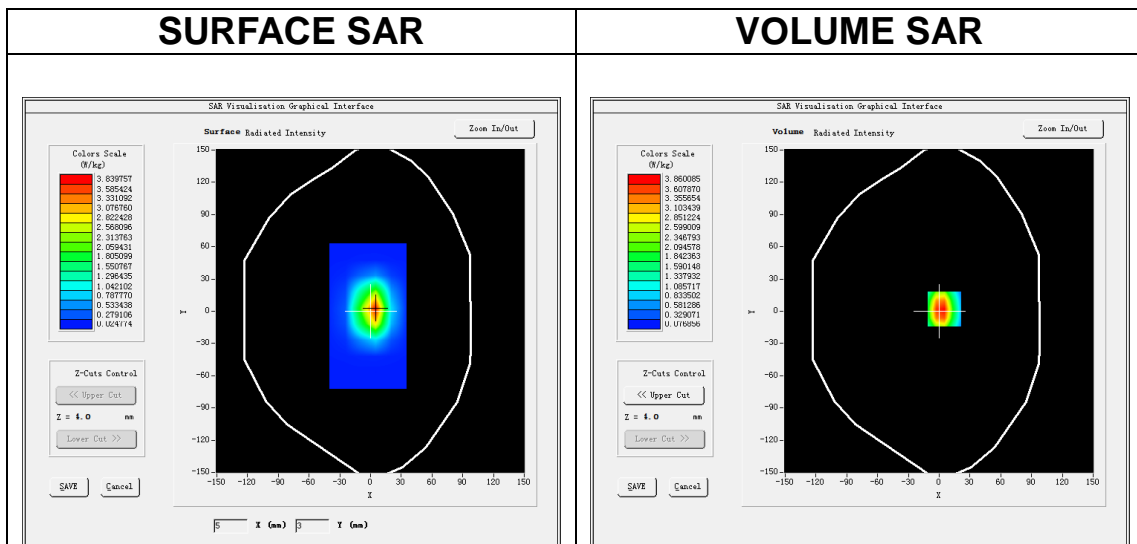 SURFACE SAR
VOLUME SAR
SAR Visualisation Graphical Interface
Surface Radiated Intensity
Zoom In/Out
Colors Scale
(W/kg)
3.839757
3.585424
3.331092
3.076760
2.822428
2.568096
2.313763
2.059431
1.805099
1.550767
1.296435
1.042102
0.787770
0.533438
0.279106
0.024774
150
120
90
60
30
0
-30
-60
-90
-120
-150
Y
-150 -120 -90 -60 -30 0 30 60 90 120 150
X
Z-Cuts Control
<< Upper Cut
Z = 4.0 mm
Lower Cut >>
SAVE Cancel
5 X (mm) 3 Y (mm)
SAR Visualisation Graphical Interface
Volume Radiated Intensity
Zoom In/Out
Colors Scale
(W/kg)
3.860085
3.607870
3.355654
3.103439
2.851224
2.599009
2.346793
2.094578
1.842363
1.590148
1.337932
1.085717
0.833502
0.581286
0.329071
0.076856
150
120
90
60
30
0
-30
-60
-90
-120
-150
Y
-150 -120 -90 -60 -30 0 30 60 90 120 150
X
Z-Cuts Control
<< Upper Cut
Z = 4.0 mm
Lower Cut >>
SAVE Cancel